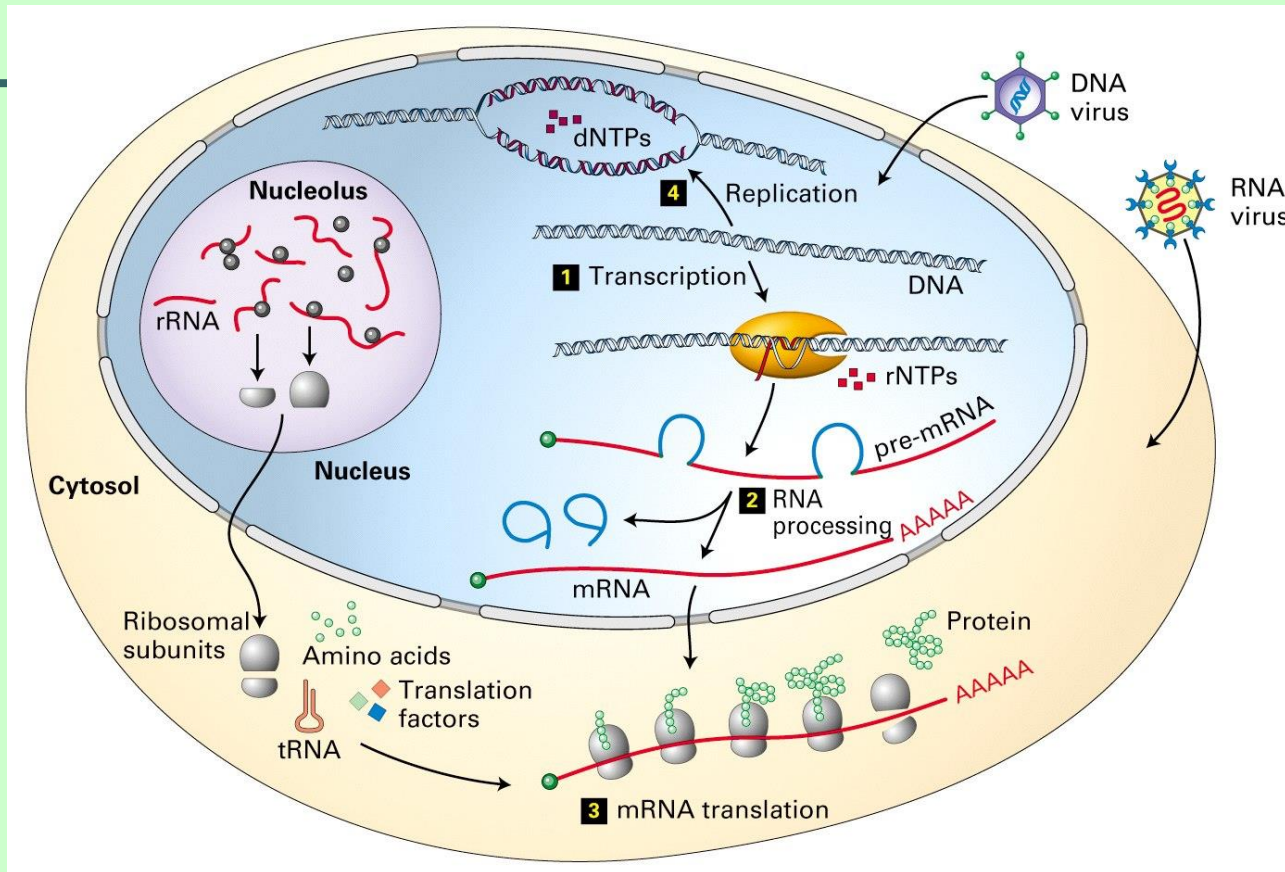 DNA
virus
RNA
virus
dNTPs
4 Replication
Nucleolus
1 Transcription
DNA
rRNA
rNTPs
pre-mRNA
Nucleus
Cytosol
2 RNA
processing
AAAAA
mRNA
Ribosomal
subunits
Amino acids
Translation
factors
tRNA
Protein
AAAAA
3 mRNA translation